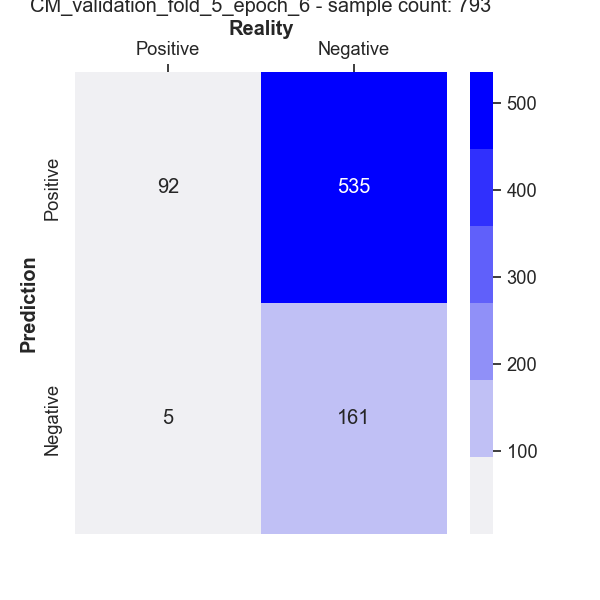 CM_validation_fold_5_epoch_6 - sample count: 793
Reality
Positive Negative
Prediction
Positive
92 535
Negative
5 161
500
400
300
200
100